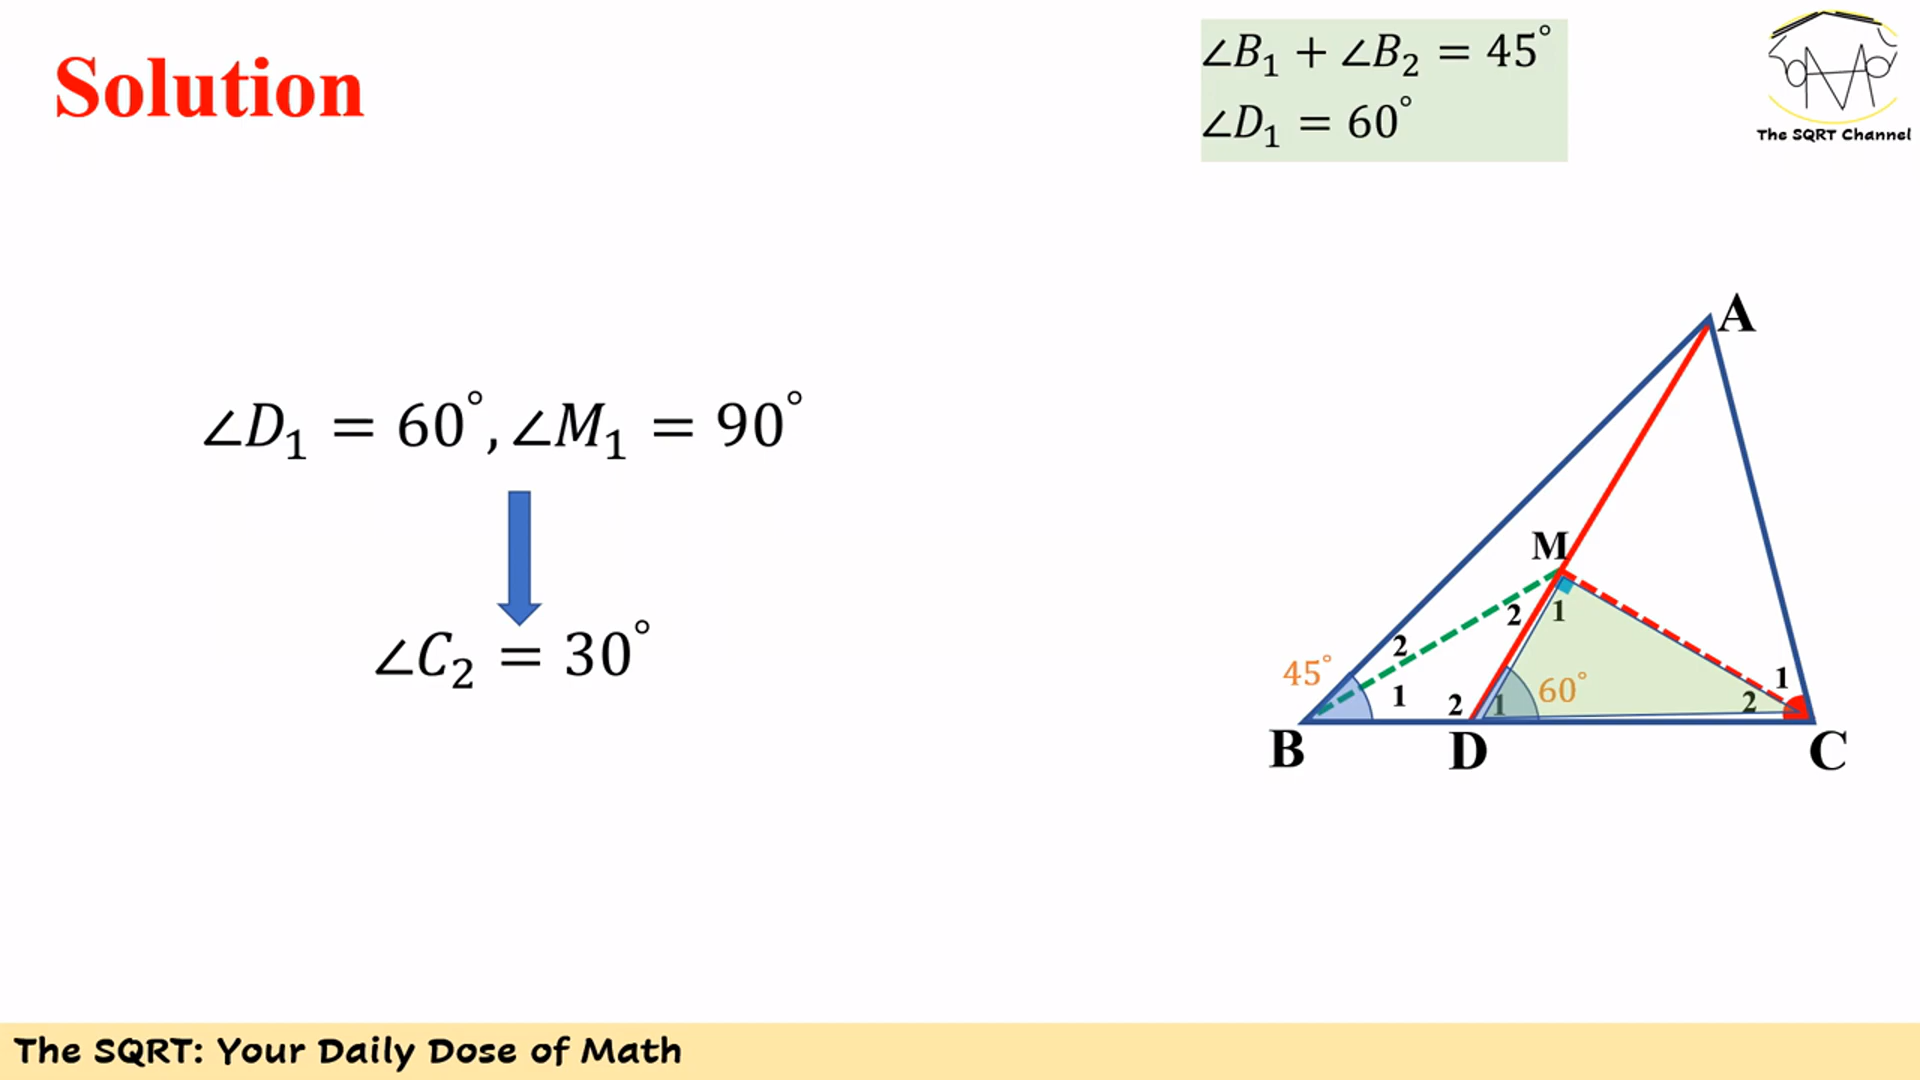 Solution
∠B₁ + ∠B₂ = 45°
∠D₁ = 60°
The SQRT Channel
∠D₁ = 60°, ∠M₁ = 90°
∠C₂ = 30°
A
M
2 1
2
45°
1
2 1 60°
2 1
B D C
The SQRT: Your Daily Dose of Math